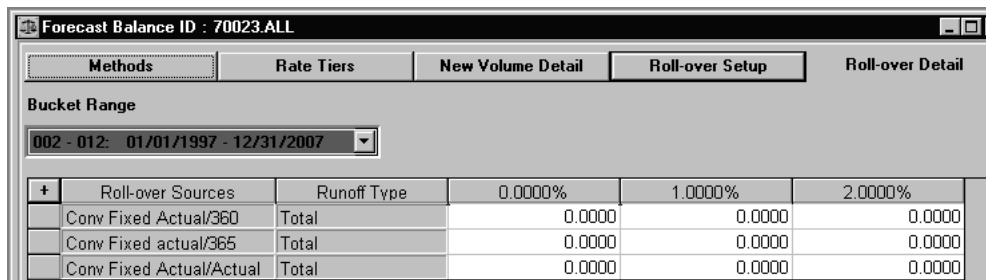 Forecast Balance ID : 70023.ALL
Methods Rate Tiers New Volume Detail Roll-over Setup Roll-over Detail
Bucket Range
002 - 012: 01/01/1997 - 12/31/2007
+ Roll-over Sources Runoff Type 0.0000% 1.0000% 2.0000%
Conv Fixed Actual/360 Total 0.0000 0.0000 0.0000
Conv Fixed actual/365 Total 0.0000 0.0000 0.0000
Conv Fixed Actual/Actual Total 0.0000 0.0000 0.0000